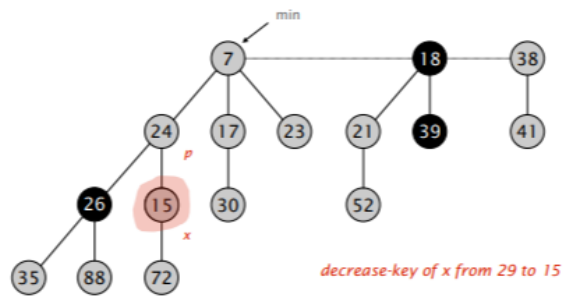 min
7 18 38
24 17 23 21 39 41
p
26 15 30 52
x
35 88 72
decrease-key of x from 29 to 15